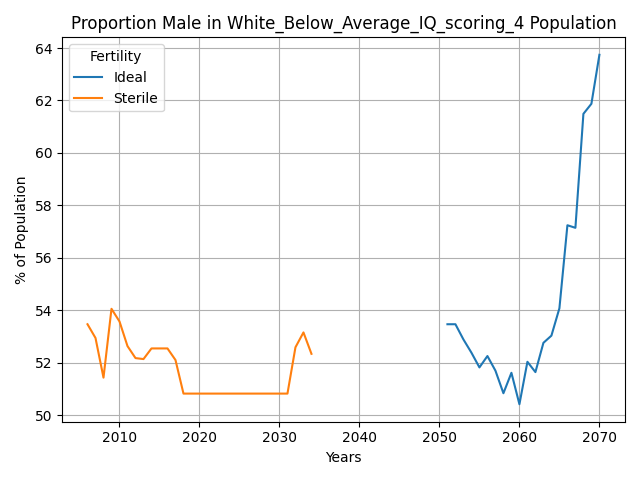 Proportion Male in White_Below_Average_IQ_scoring_4 Population
Fertility
Ideal
Sterile
64
62
60
58
56
54
52
50
% of Population
2010 2020 2030 2040 2050 2060 2070
Years